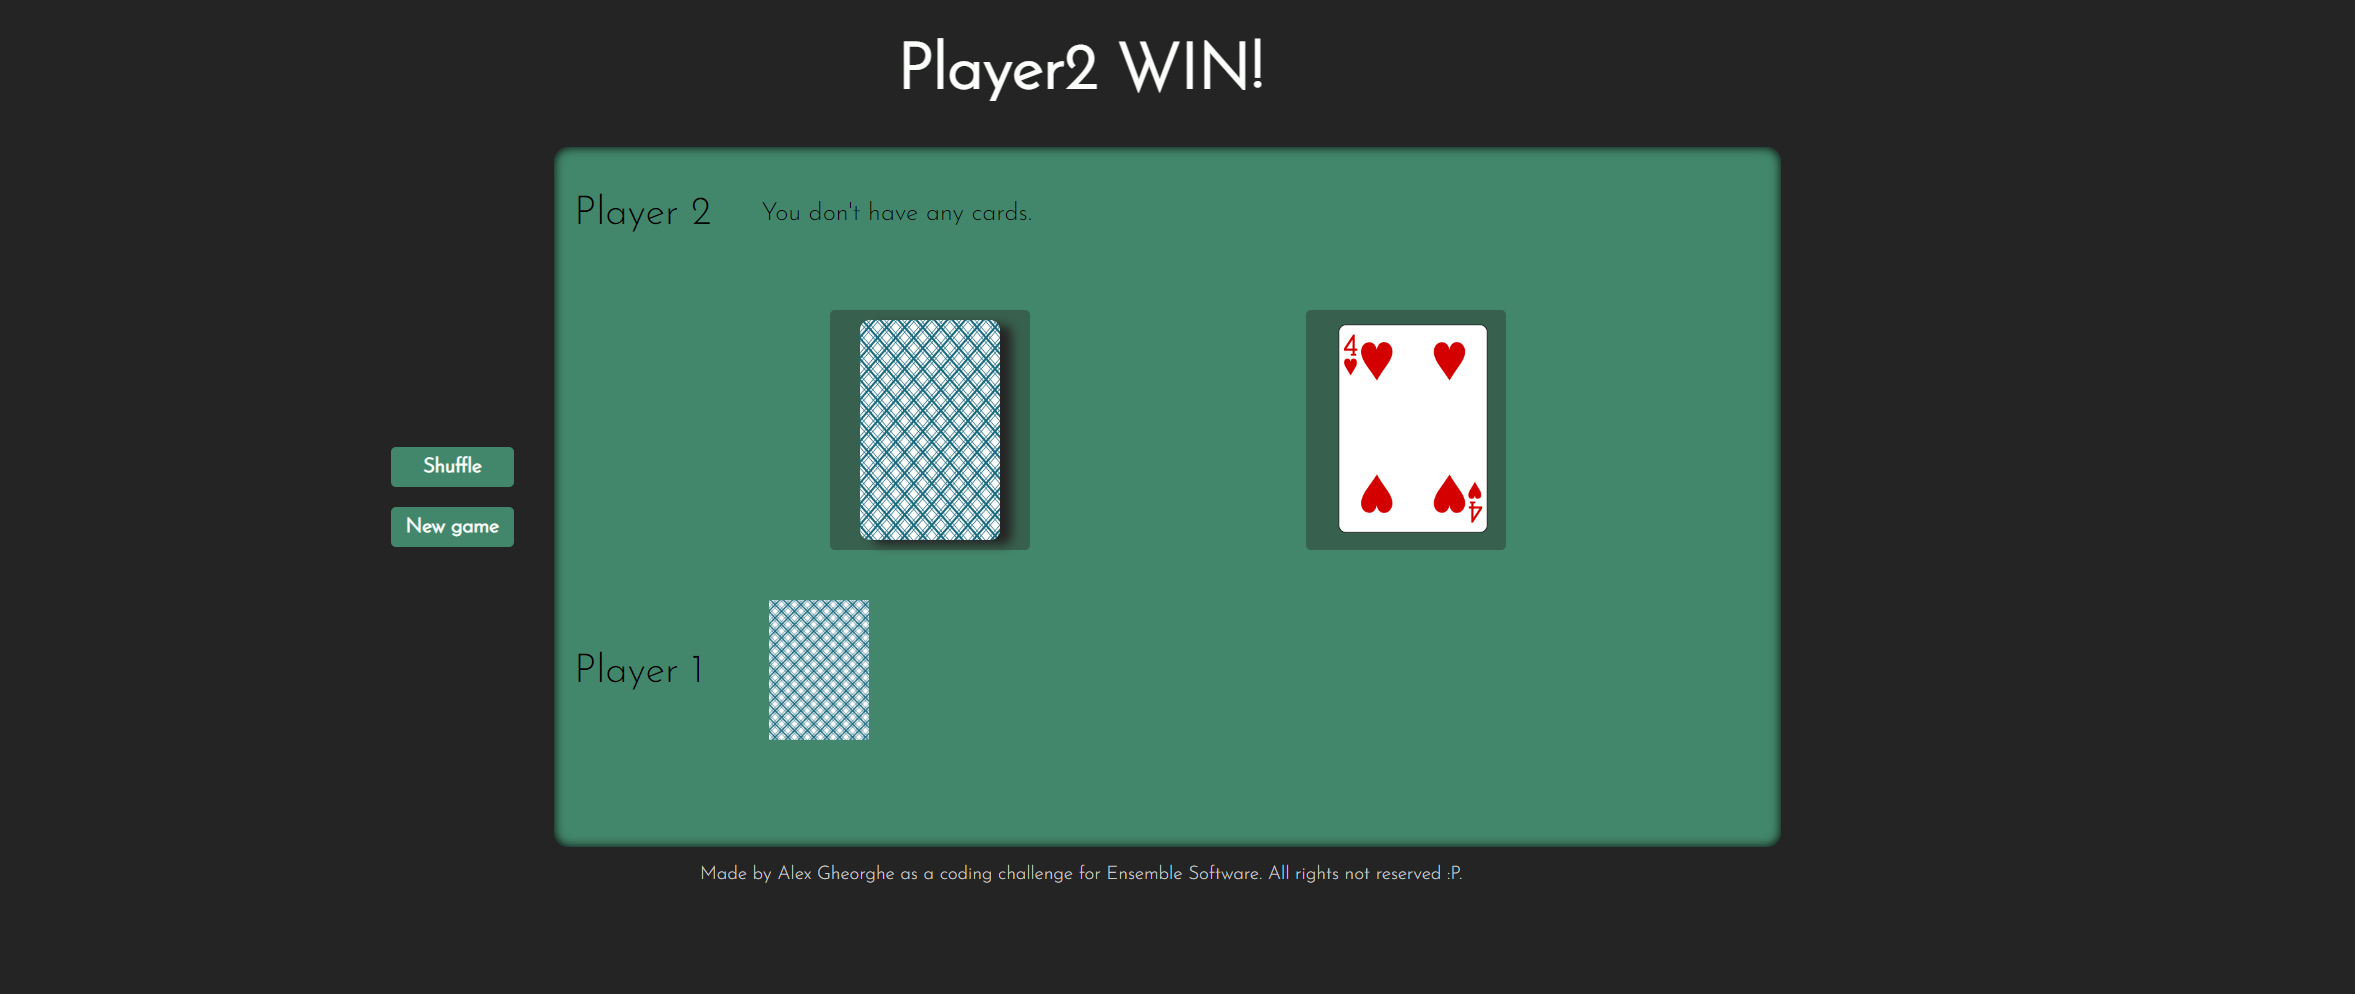 Player2 WIN!
Player 2
You don't have any cards.
4
4
Shuffle
New game
Player 1
Made by Alex Gheorghe as a coding challenge for Ensemble Software. All rights not reserved :P.